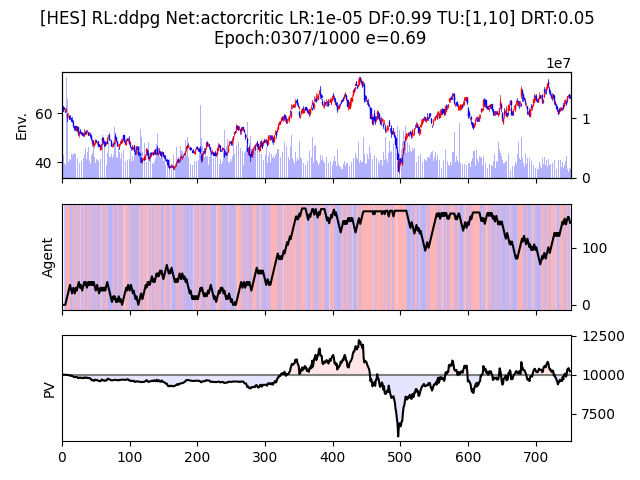 [HES] RL:ddpg Net:actorcritic LR:1e-05 DF:0.99 TU:[1,10] DRT:0.05
Epoch:0307/1000 e=0.69
1e7
Env.
60
40
1
0
Agent
100
0
PV
12500
10000
7500
0 100 200 300 400 500 600 700